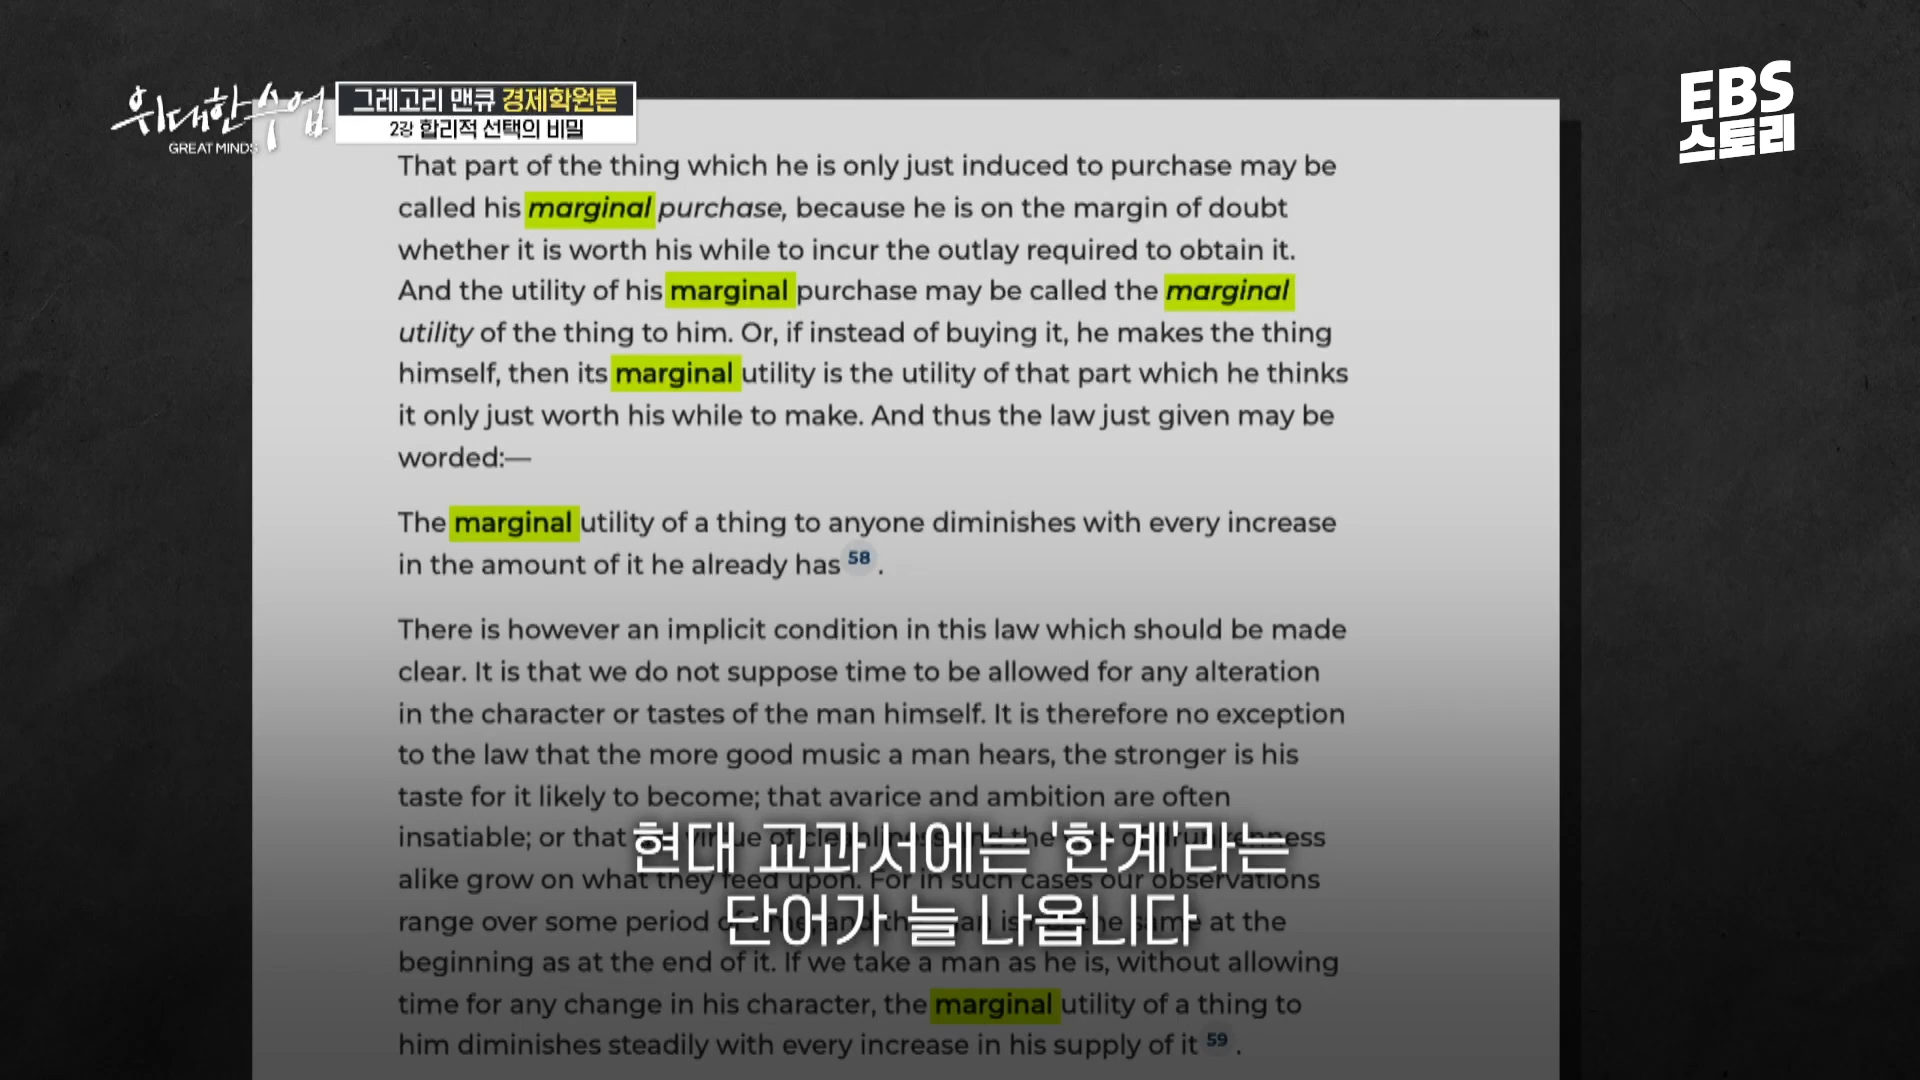 위대한 수업
GREAT MINDS
그레고리 맨큐 경제학원론
2강 합리적 선택의 비밀
EBS
스토리
That part of the thing which he is only just induced to purchase may be
called his marginal purchase, because he is on the margin of doubt
whether it is worth his while to incur the outlay required to obtain it.
And the utility of his marginal purchase may be called the marginal
utility of the thing to him. Or, if instead of buying it, he makes the thing
himself, then its marginal utility is the utility of that part which he thinks
it only just worth his while to make. And thus the law just given may be
worded:—
The marginal utility of a thing to anyone diminishes with every increase
in the amount of it he already has 58 .
There is however an implicit condition in this law which should be made
clear. It is that we do not suppose time to be allowed for any alteration
in the character or tastes of the man himself. It is therefore no exception
to the law that the more good music a man hears, the stronger is his
taste for it likely to become; that avarice and ambition are often
insatiable; or that of the
alike grow on what they feed upon. For in such cases our observations
range over some period the same at the
beginning as at the end of it. If we take a man as he is, without allowing
time for any change in his character, the marginal utility of a thing to
him diminishes steadily with every increase in his supply of it 59 .
현대 교과서에는 '한계'라는
단어가 늘 나옵니다